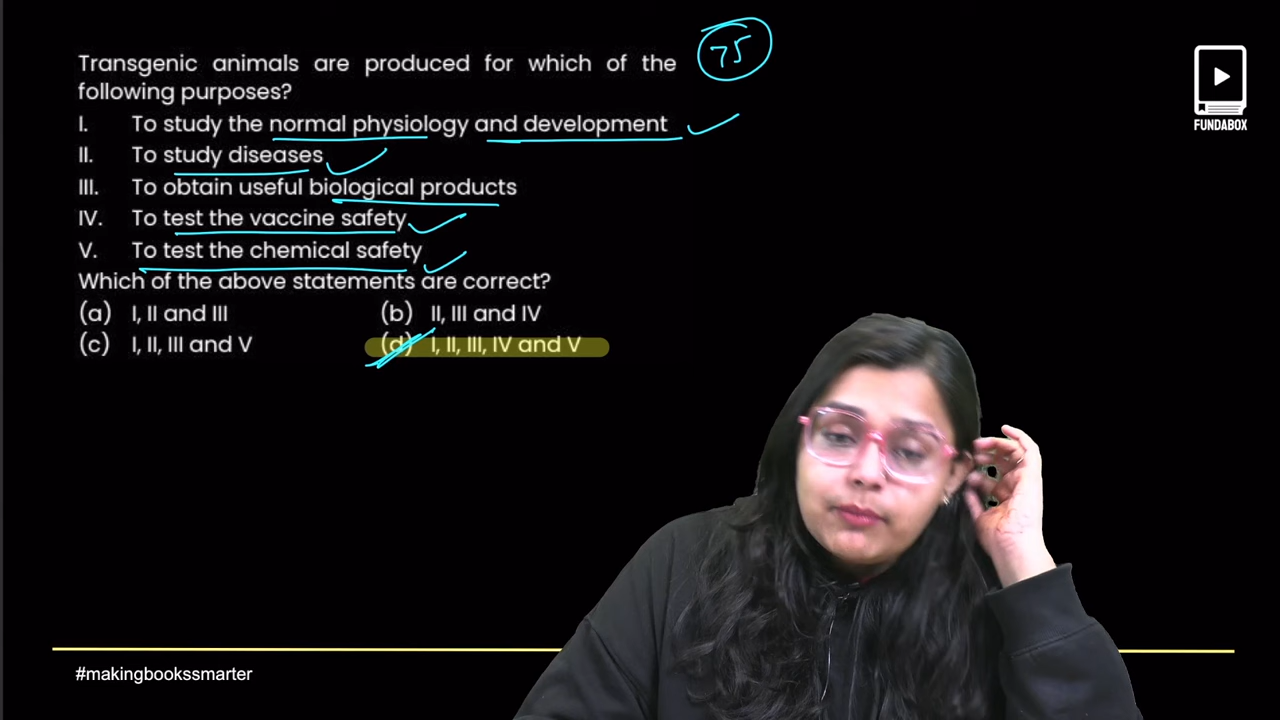 75
Transgenic animals are produced for which of the
following purposes?
I. To study the normal physiology and development
II. To study diseases
III. To obtain useful biological products
IV. To test the vaccine safety
V. To test the chemical safety
Which of the above statements are correct?
(a) I, II and III (b) II, III and IV
(c) I, II, III and V (d) I, II, III, IV and V
FUNDABOX
#makingbookssmarter